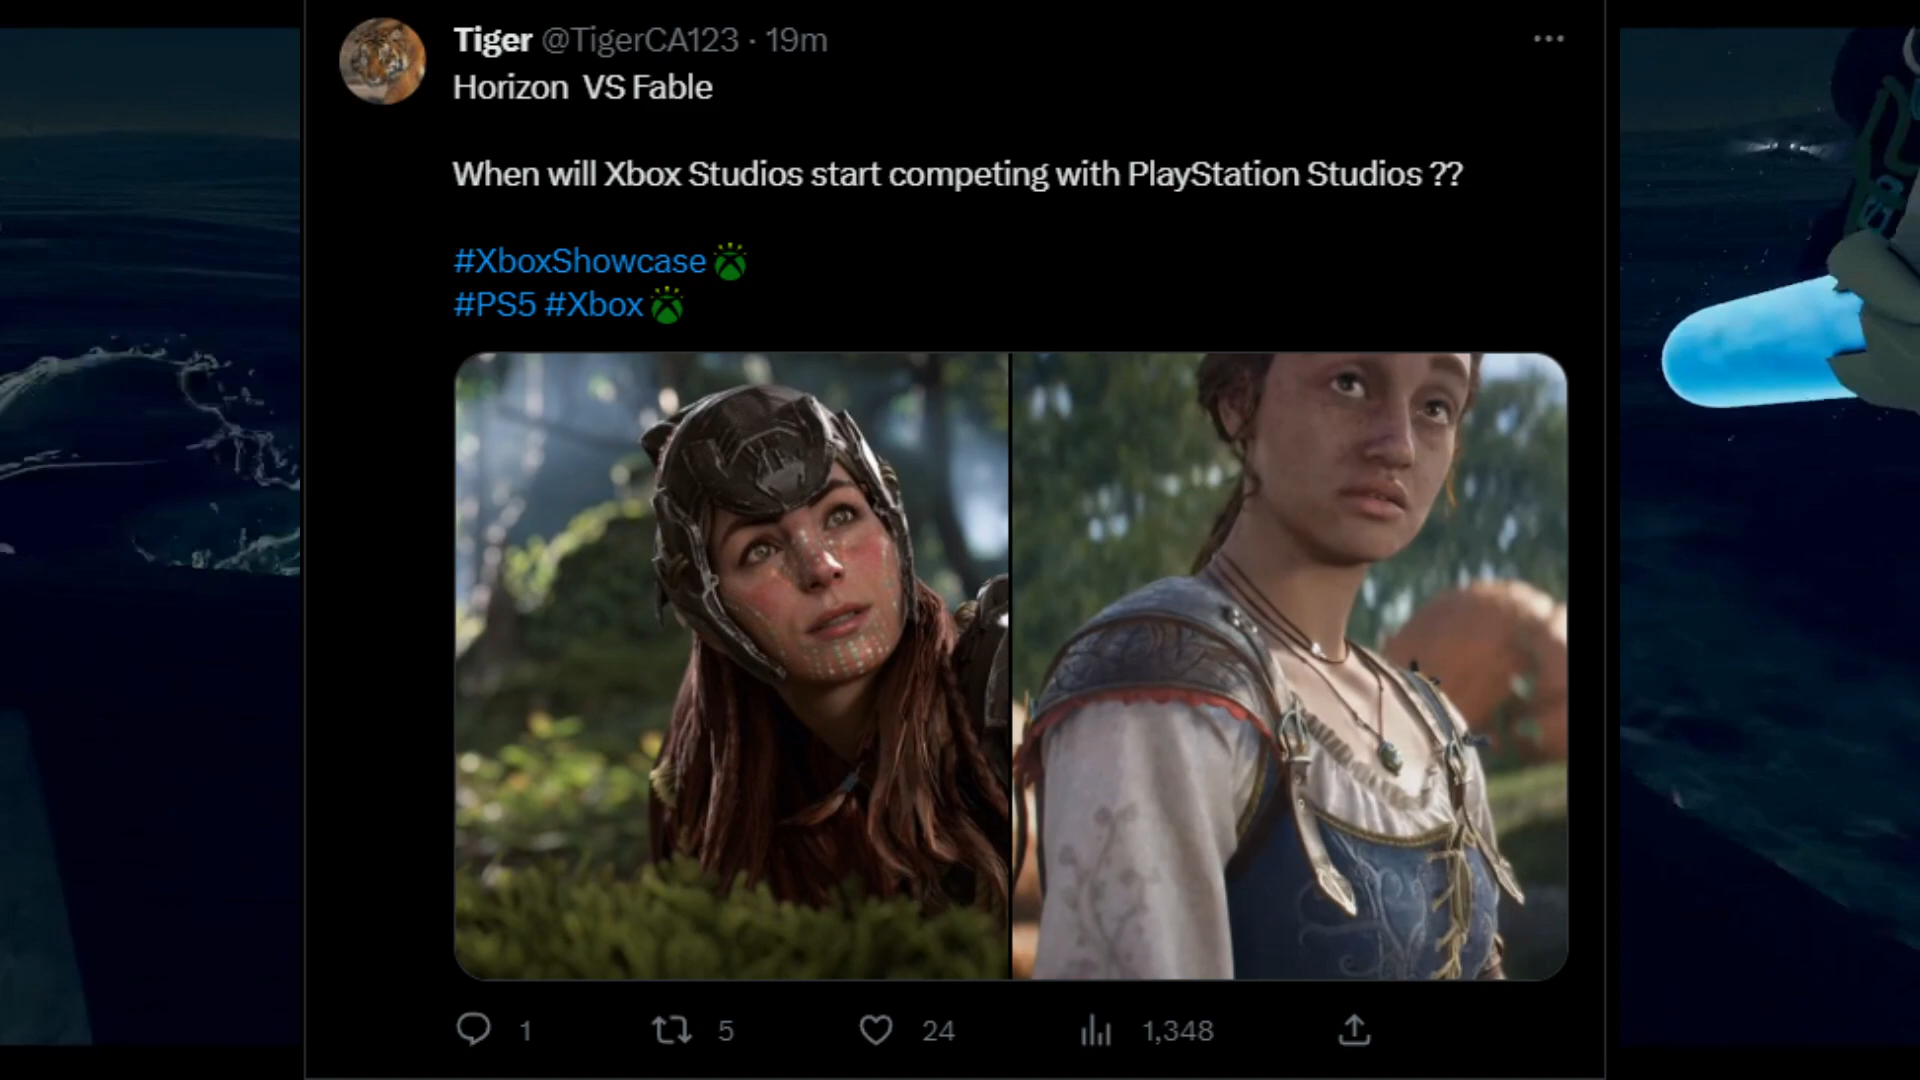 Tiger @TigerCA123 · 19m
Horizon VS Fable
When will Xbox Studios start competing with PlayStation Studios ??
#XboxShowcase
#PS5 #Xbox
1 5 24 1,348